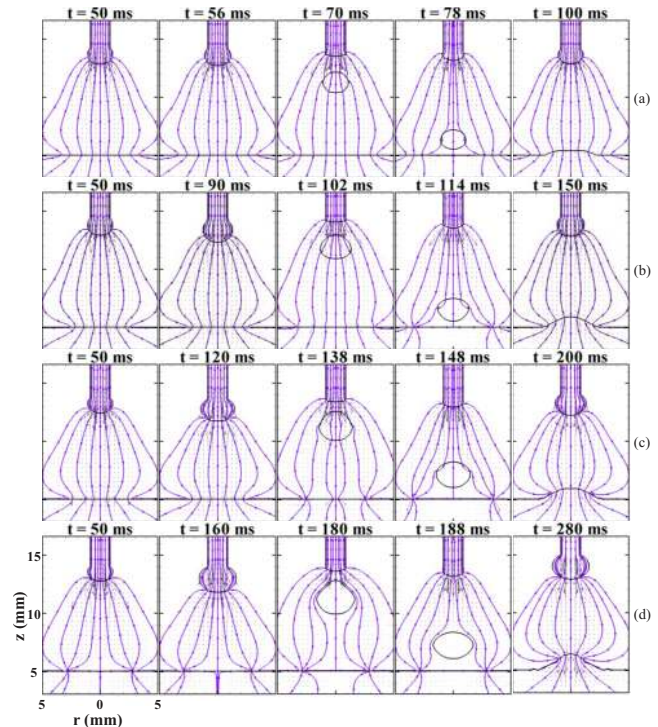 t = 50 ms t = 56 ms t = 70 ms t = 78 ms t = 100 ms
(a)
t = 50 ms t = 90 ms t = 102 ms t = 114 ms t = 150 ms
(b)
t = 50 ms t = 120 ms t = 138 ms t = 148 ms t = 200 ms
(c)
t = 50 ms t = 160 ms t = 180 ms t = 188 ms t = 280 ms
15
z (mm)
10
(d)
5
5 0 5
r (mm)